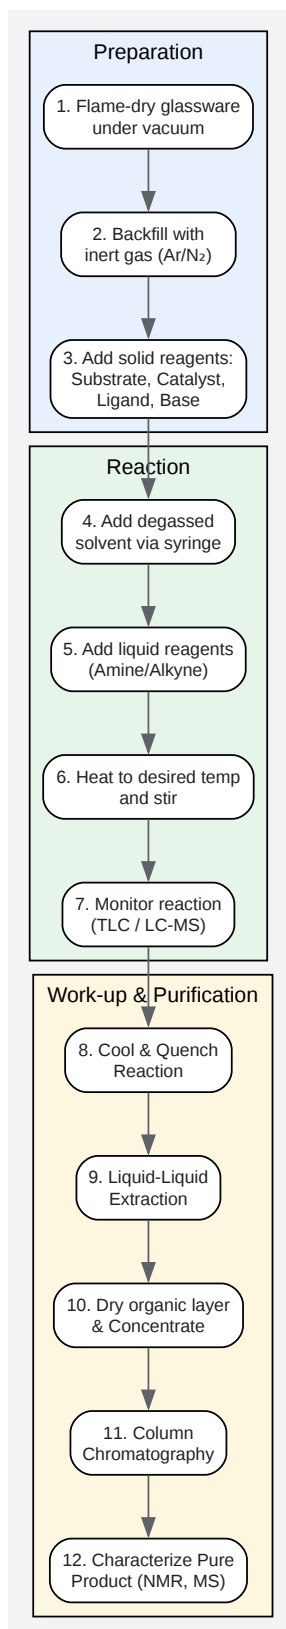 Preparation
1. Flame-dry glassware
under vacuum
2. Backfill with
inert gas (Ar/N₂)
3. Add solid reagents:
Substrate, Catalyst,
Ligand, Base
Reaction
4. Add degassed
solvent via syringe
5. Add liquid reagents
(Amine/Alkyne)
6. Heat to desired temp
and stir
7. Monitor reaction
(TLC / LC-MS)
Work-up & Purification
8. Cool & Quench
Reaction
9. Liquid-Liquid
Extraction
10. Dry organic layer
& Concentrate
11. Column
Chromatography
12. Characterize Pure
Product (NMR, MS)